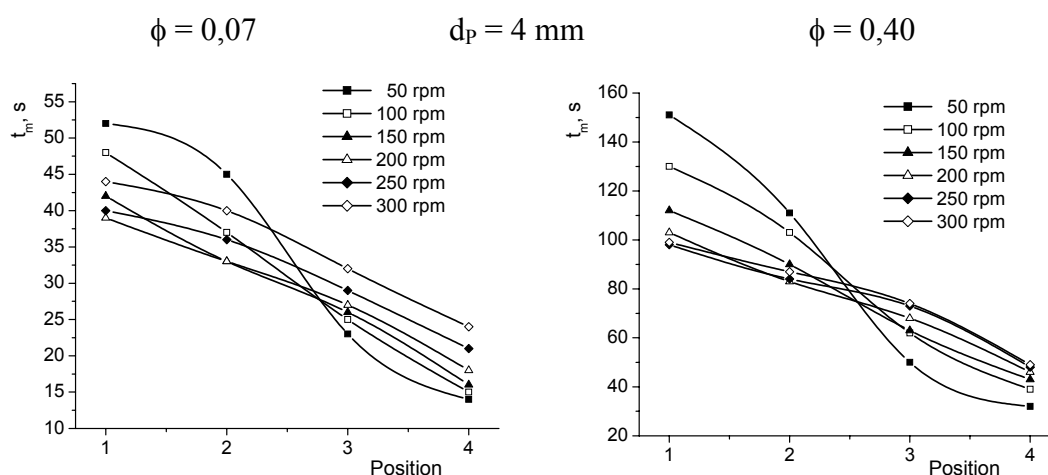 ϕ = 0,07
d_P = 4 mm
ϕ = 0,40
t_m, s
55
50
45
40
35
30
25
20
15
10
1 2 3 4
Position
50 rpm
100 rpm
150 rpm
200 rpm
250 rpm
300 rpm
t_m, s
160
140
120
100
80
60
40
20
1 2 3 4
Position
50 rpm
100 rpm
150 rpm
200 rpm
250 rpm
300 rpm